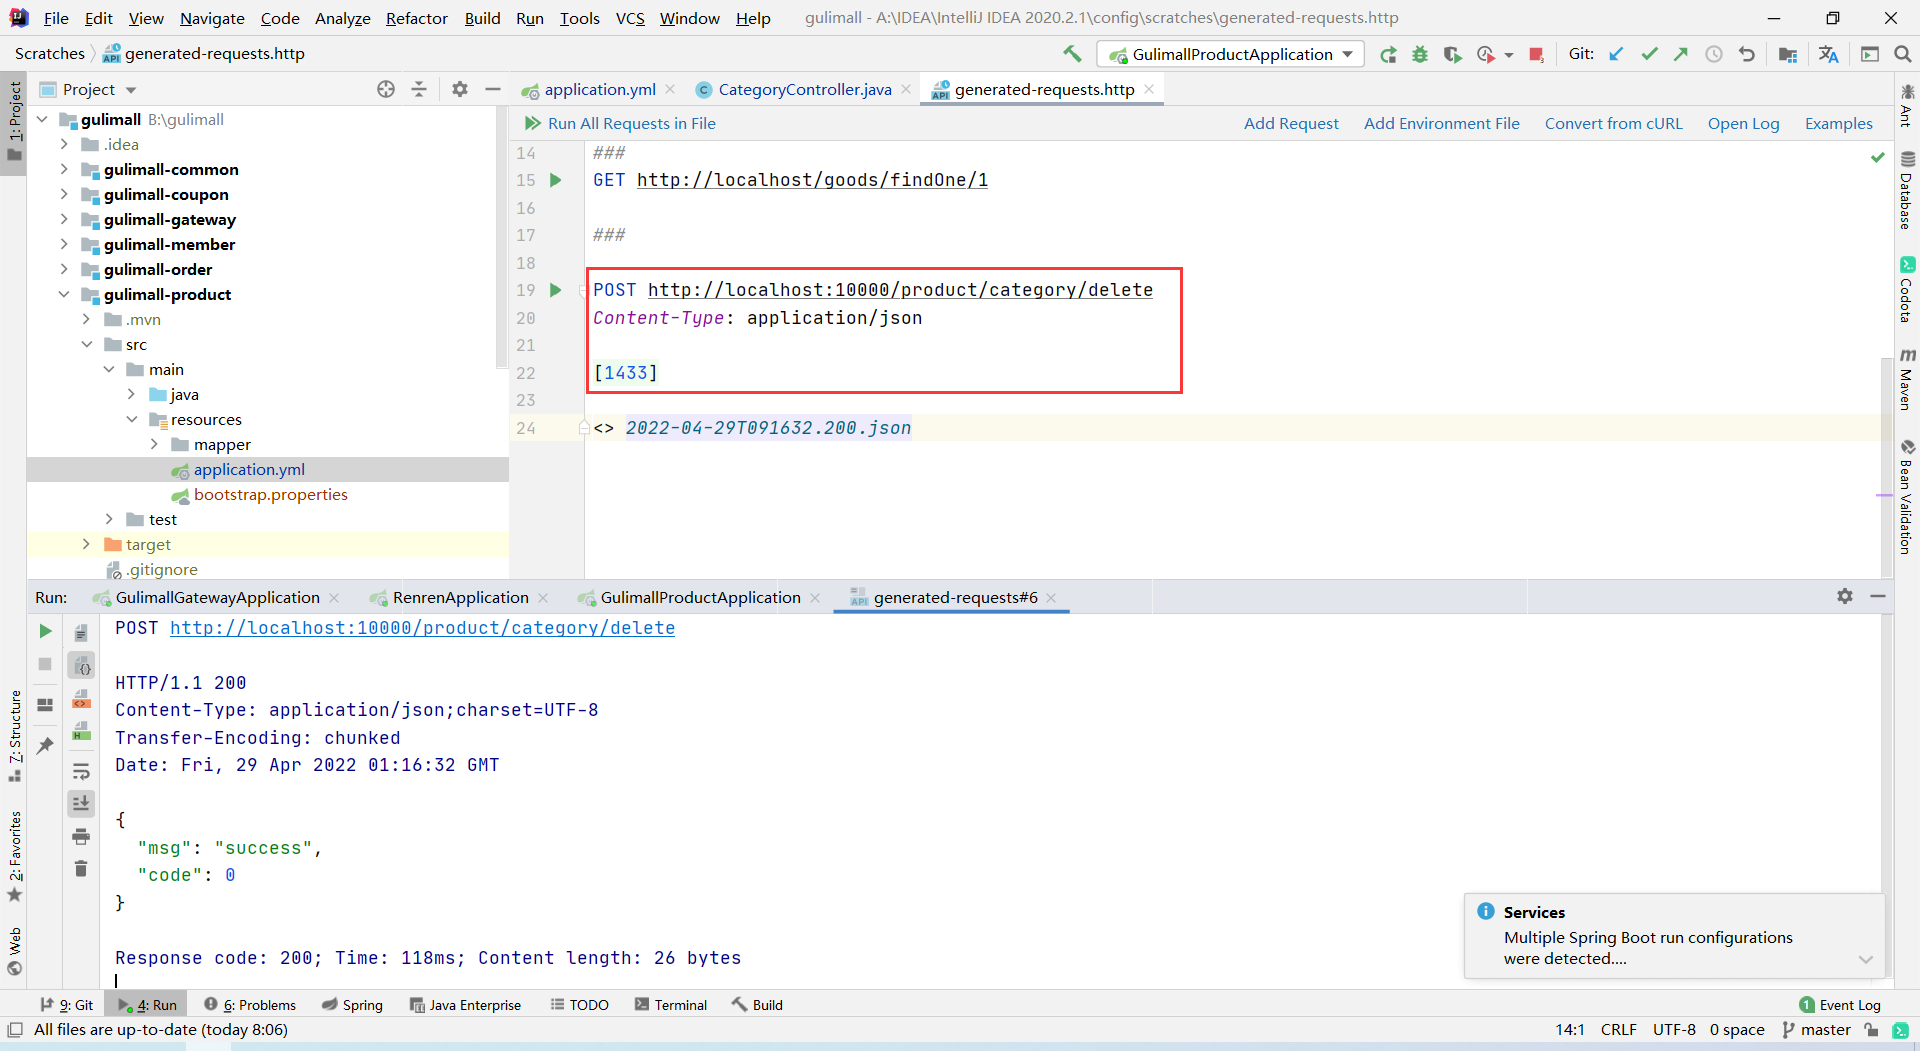 File Edit View Navigate Code Analyze Refactor Build Run Tools VCS Window Help gulimall - A:\IDEA\IntelliJ IDEA 2020.2.1\config\scratches\generated-requests.http
Scratches generated-requests.http GulimallProductApplication Git:
Project application.yml CategoryController.java generated-requests.http
Run All Requests in File Add Request Add Environment File Convert from cURL Open Log Examples
1: Project
gulimall B:\gulimall
.idea
gulimall-common
gulimall-coupon
gulimall-gateway
gulimall-member
gulimall-order
gulimall-product
.mvn
src
main
java
resources
mapper
application.yml
bootstrap.properties
test
target
.gitignore
14 ###
15 GET http://localhost/goods/findOne/1
16
17 ###
18
19 POST http://localhost:10000/product/category/delete
20 Content-Type: application/json
21
22 [1433]
23
24 <> 2022-04-29T091632.200.json
Ant
Database
Codota
Maven
Bean Validation
Run: GulimallGatewayApplication RenrenApplication GulimallProductApplication generated-requests#6
POST http://localhost:10000/product/category/delete
HTTP/1.1 200
Content-Type: application/json;charset=UTF-8
Transfer-Encoding: chunked
Date: Fri, 29 Apr 2022 01:16:32 GMT
{
"msg": "success",
"code": 0
}
Response code: 200; Time: 118ms; Content length: 26 bytes
7: Structure
2: Favorites
Web
Services
Multiple Spring Boot run configurations
were detected....
9: Git 4: Run 6: Problems Spring Java Enterprise TODO Terminal Build 1 Event Log
All files are up-to-date (today 8:06) 14:1 CRLF UTF-8 0 space master